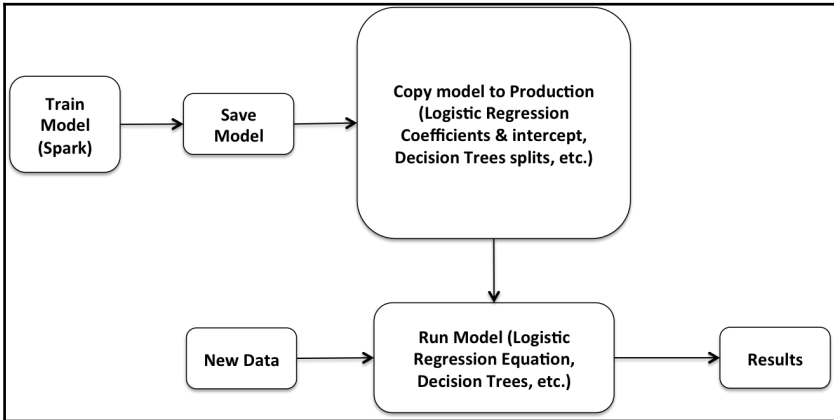 Train
Model
(Spark)
Save
Model
Copy model to Production
(Logistic Regression
Coefficients & intercept,
Decision Trees splits, etc.)
New Data
Run Model (Logistic
Regression Equation,
Decision Trees, etc.)
Results